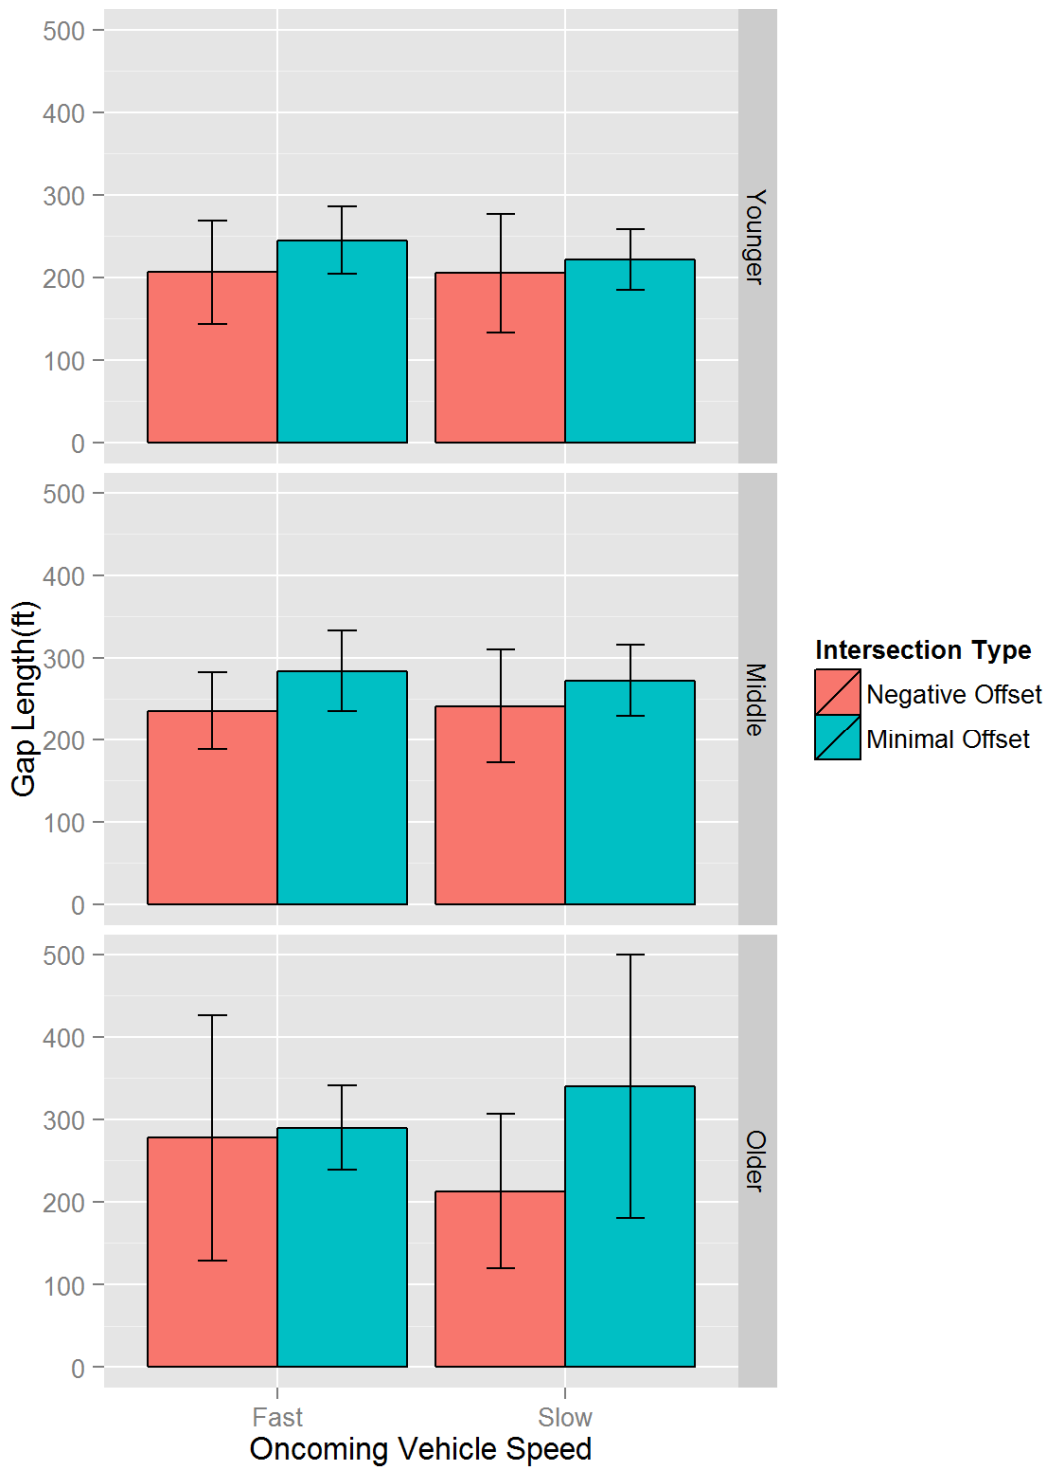 500
400
300
200
100
0
Younger
500
400
300
200
100
0
Middle
500
400
300
200
100
0
Older
Gap Length(ft)
Fast
Slow
Oncoming Vehicle Speed
Intersection Type
Negative Offset
Minimal Offset